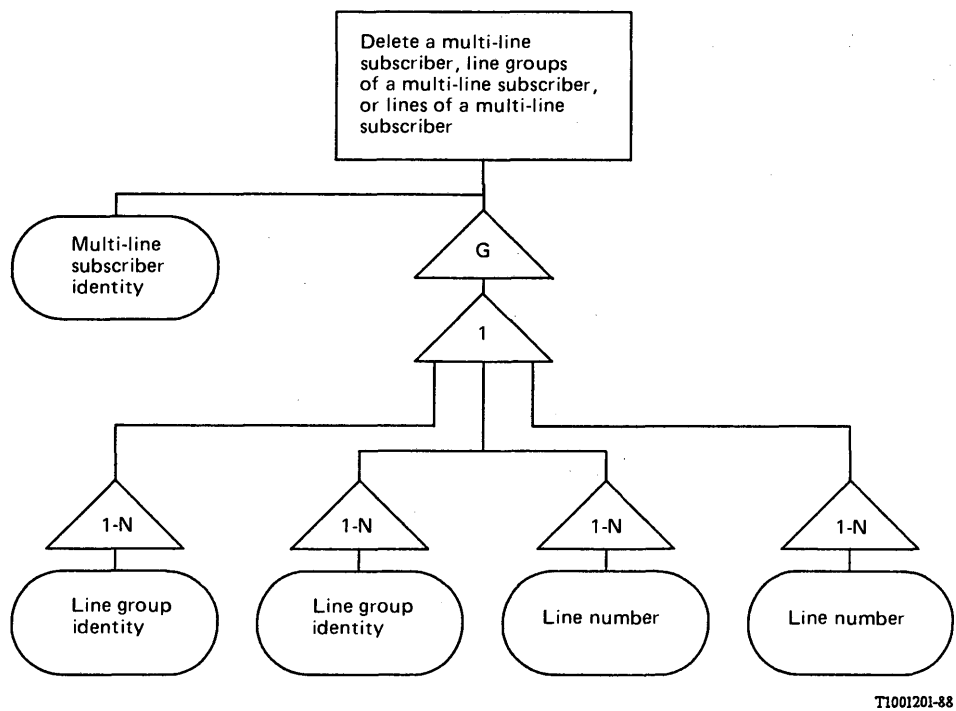 Delete a multi-line
subscriber, line groups
of a multi-line subscriber,
or lines of a multi-line
subscriber
Multi-line
subscriber
identity
G
1
1-N
1-N
1-N
1-N
Line group
identity
Line group
identity
Line number
Line number
T1001201-88